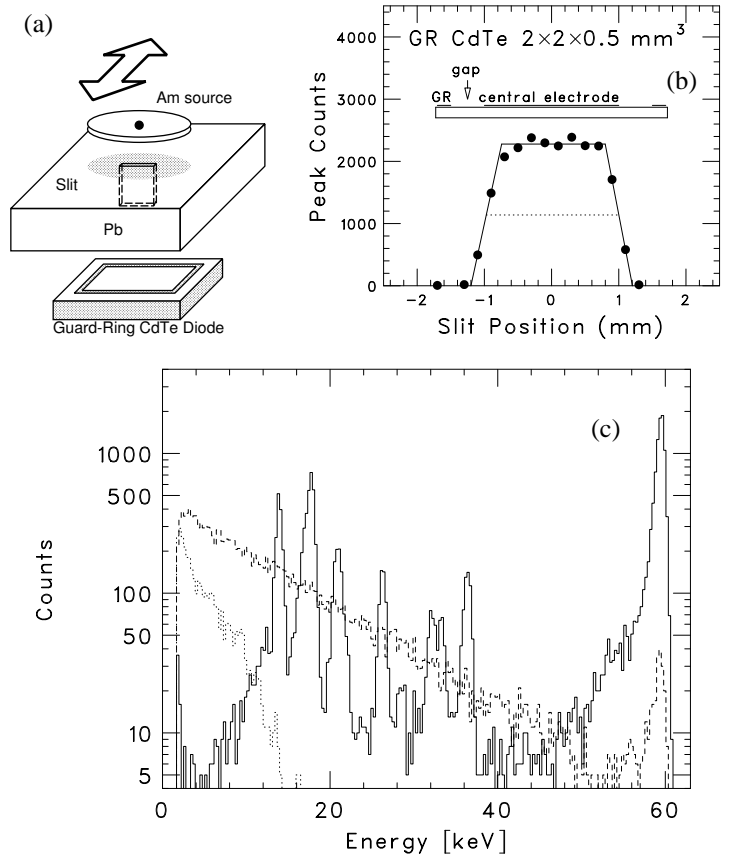 (a)
Am source
Slit
Pb
Guard-Ring CdTe Diode
GR CdTe 2×2×0.5 mm³
(b)
gap
GR central electrode
Peak Counts
4000
3000
2000
1000
0
−2 −1 0 1 2
Slit Position (mm)
(c)
Counts
1000
500
100
50
10
5
0 20 40 60
Energy [keV]